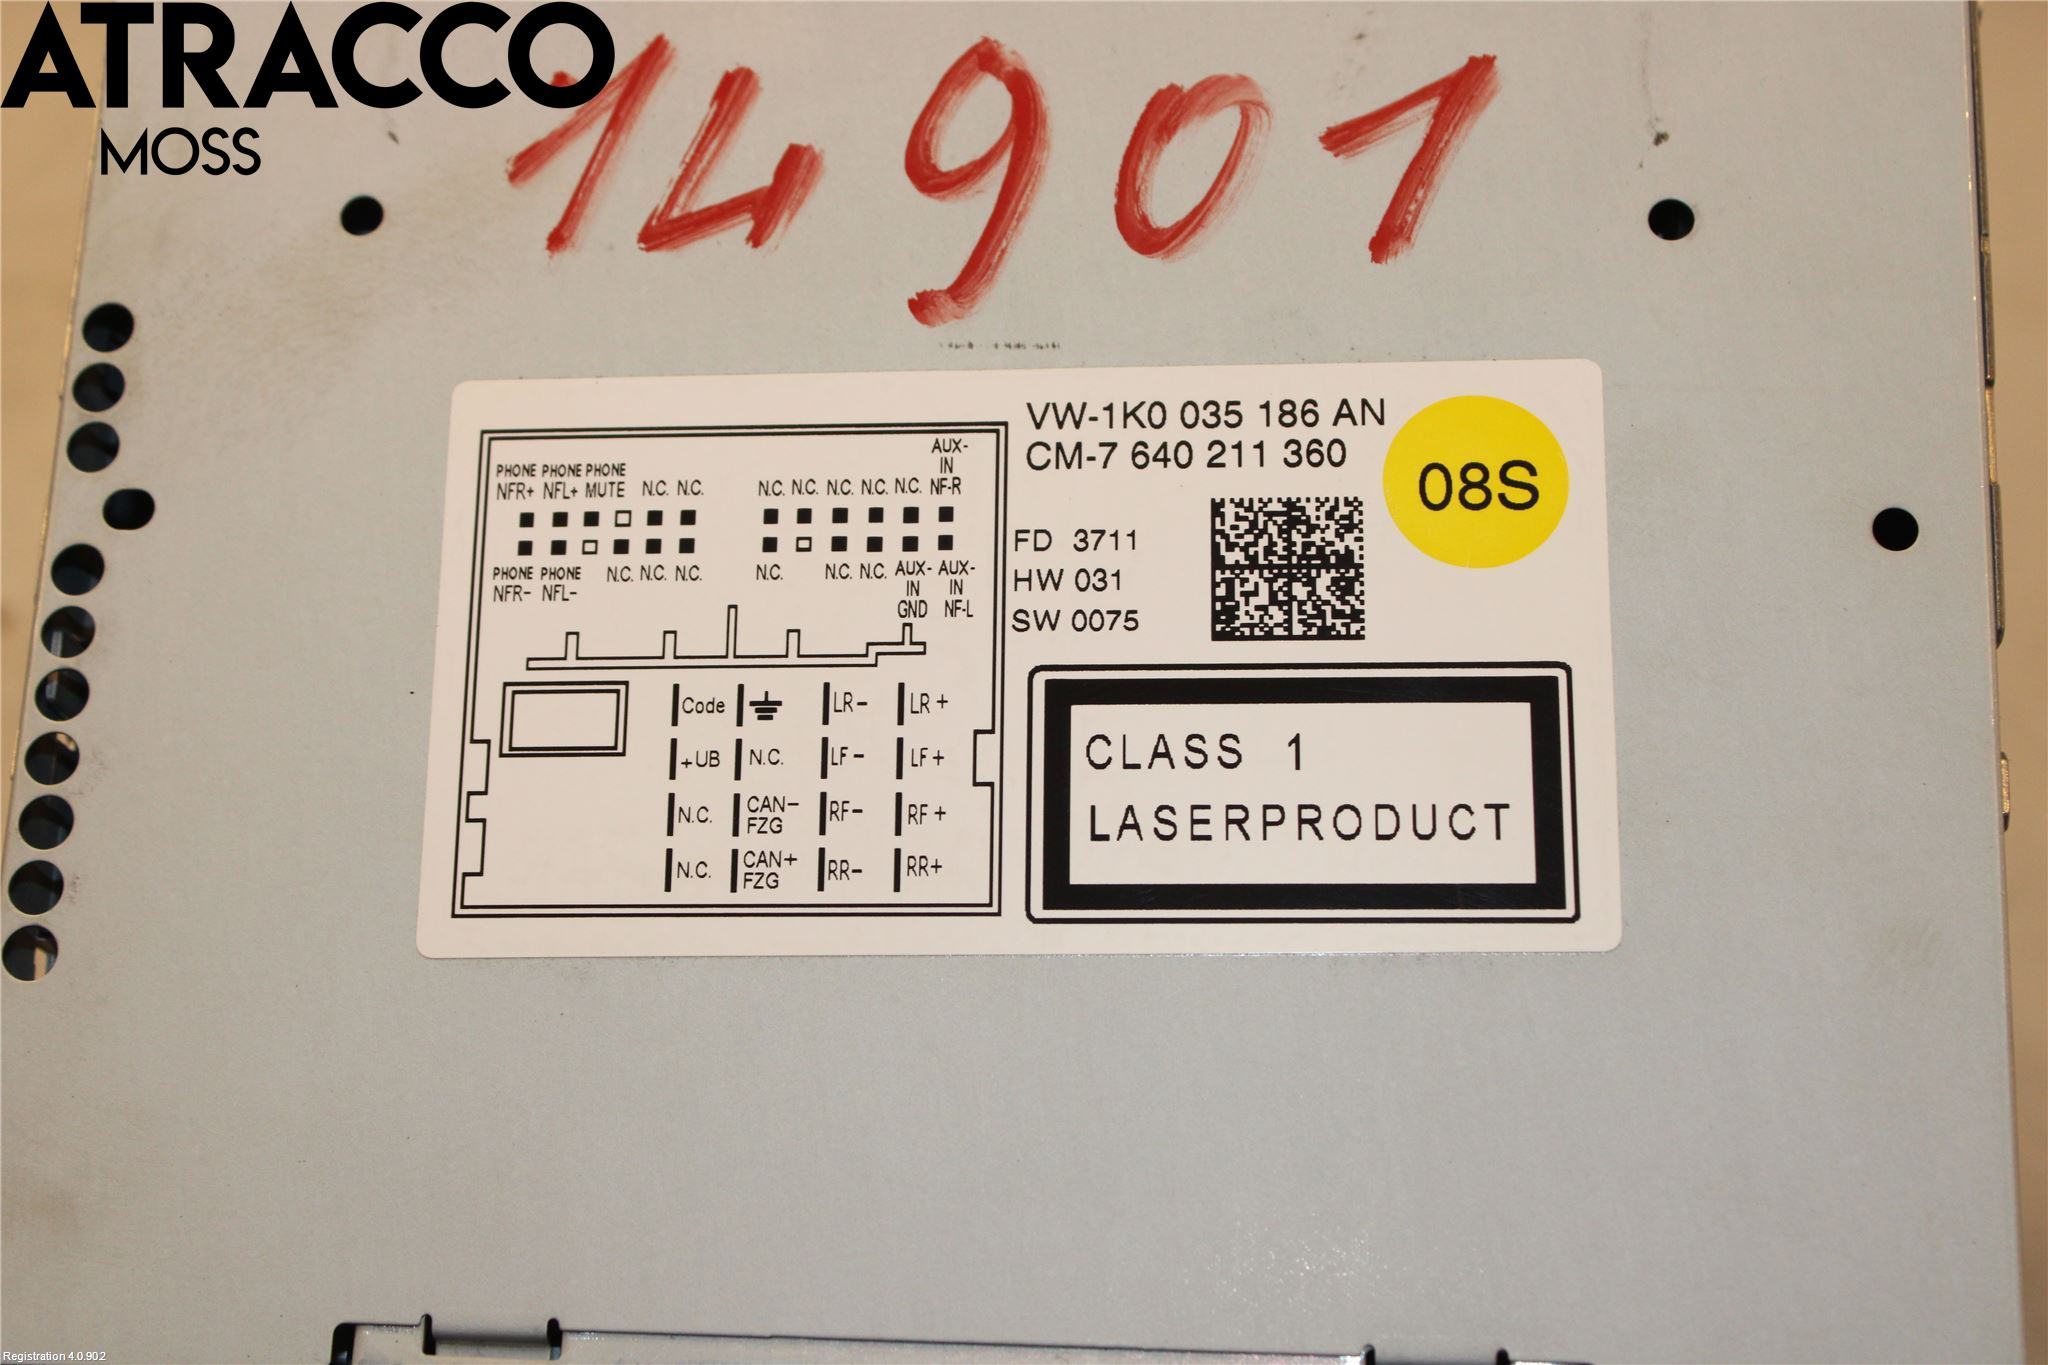 ATRACCO
MOSS
14901
VW-1K0 035 186 AN
CM-7 640 211 360
08S
FD 3711
HW 031
SW 0075
AUX-
PHONE PHONE PHONE IN
NFR+ NFL+ MUTE N.C. N.C. N.C. N.C. N.C. N.C. N.C. NF-R
PHONE PHONE N.C. N.C. N.C. N.C. N.C. N.C. AUX- AUX-
NFR- NFL- IN IN
GND NF-L
Code LR- LR+
+UB N.C. LF- LF+
N.C. CAN- RF- RF+
FZG
N.C. CAN+ RR- RR+
FZG
CLASS 1
LASERPRODUCT
Registration 4.0.902